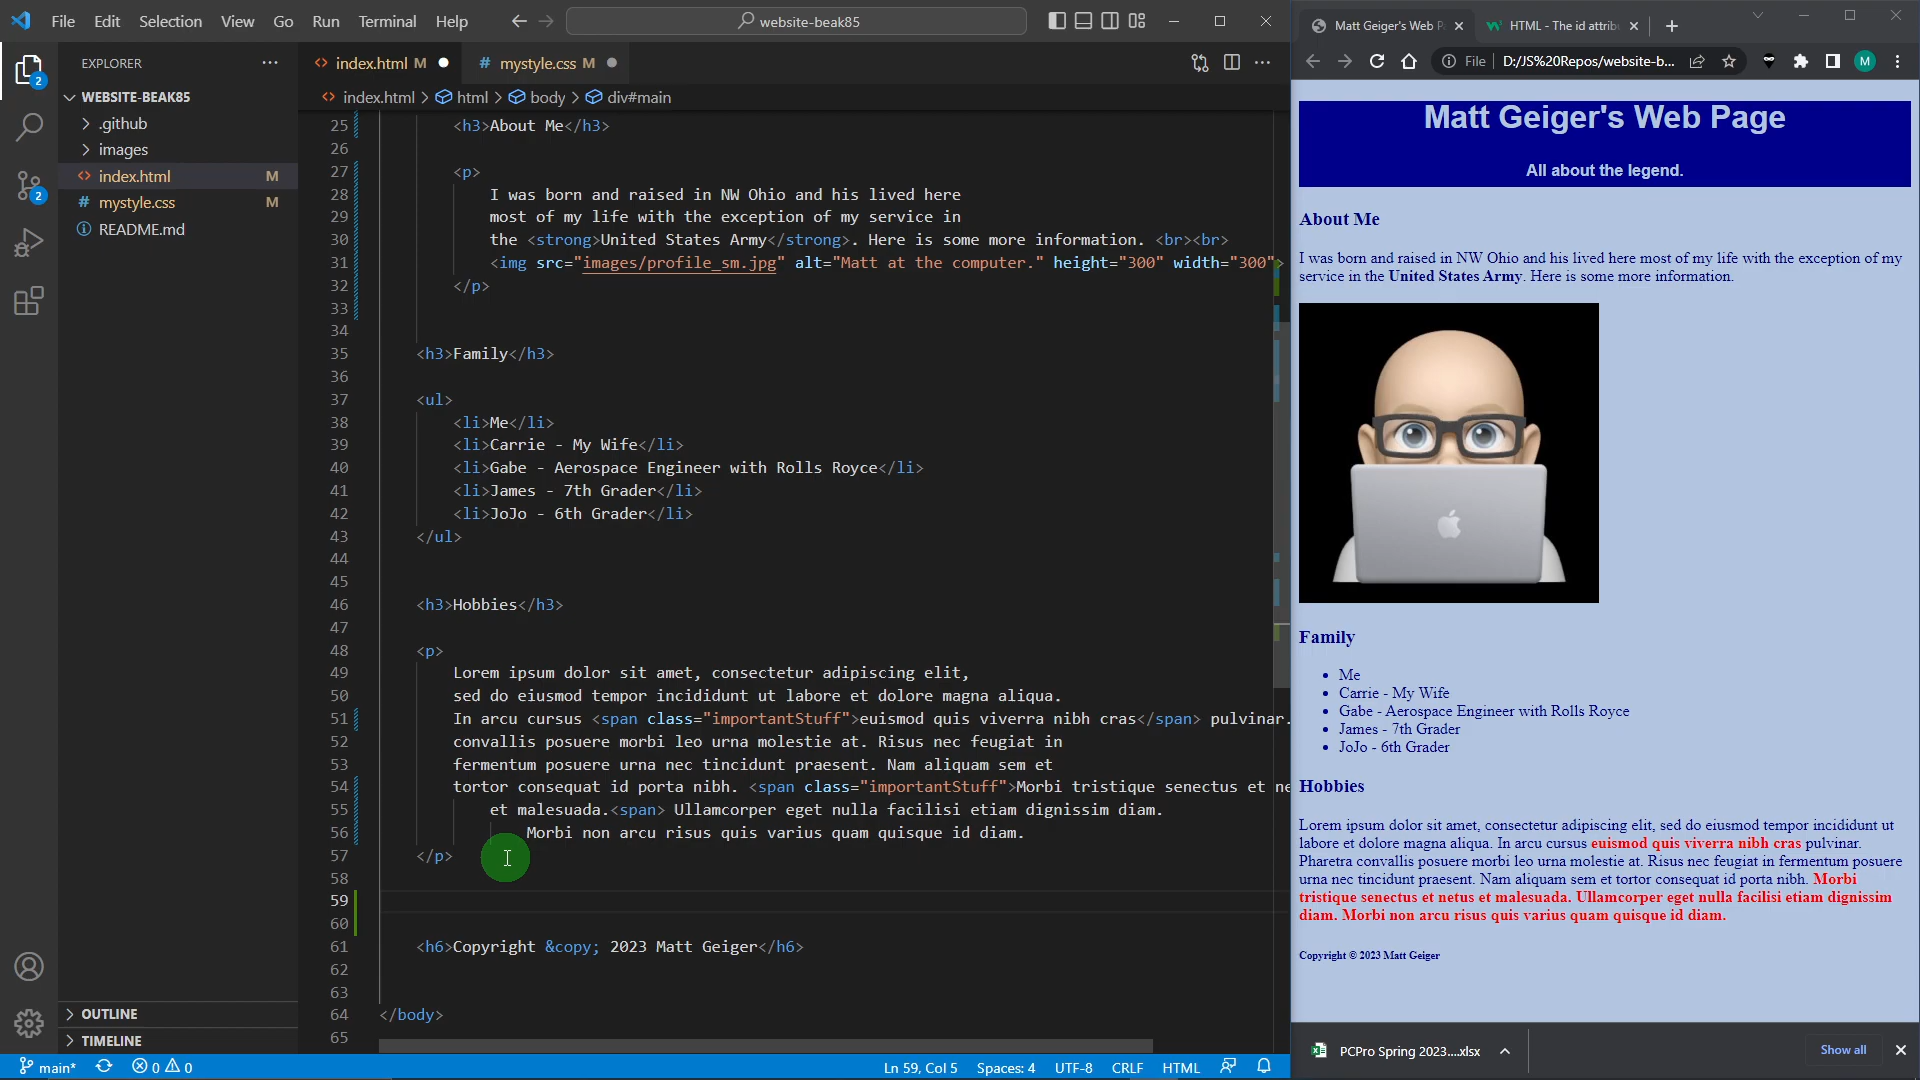 File Edit Selection View Go Run Terminal Help
website-beak85
EXPLORER
WEBSITE-BEAK85
.github
images
index.html M
mystyle.css M
README.md
OUTLINE
TIMELINE
2
2
index.html M
mystyle.css M
index.html > html > body > div#main
25 <h3>About Me</h3>
26
27 <p>
28 I was born and raised in NW Ohio and his lived here
29 most of my life with the exception of my service in
30 the <strong>United States Army</strong>. Here is some more information. <br><br>
31 <img src="images/profile_sm.jpg" alt="Matt at the computer." height="300" width="300">
32 </p>
33
34
35 <h3>Family</h3>
36
37 <ul>
38 <li>Me</li>
39 <li>Carrie - My Wife</li>
40 <li>Gabe - Aerospace Engineer with Rolls Royce</li>
41 <li>James - 7th Grader</li>
42 <li>JoJo - 6th Grader</li>
43 </ul>
44
45
46 <h3>Hobbies</h3>
47
48 <p>
49 Lorem ipsum dolor sit amet, consectetur adipiscing elit,
50 sed do eiusmod tempor incididunt ut labore et dolore magna aliqua.
51 In arcu cursus <span class="importantStuff">euismod quis viverra nibh cras</span> pulvinar.
52 convallis posuere morbi leo urna molestie at. Risus nec feugiat in
53 fermentum posuere urna nec tincidunt praesent. Nam aliquam sem et
54 tortor consequat id porta nibh. <span class="importantStuff">Morbi tristique senectus et ne
55 et malesuada.<span> Ullamcorper eget nulla facilisi etiam dignissim diam.
56 Morbi non arcu risus quis varius quam quisque id diam.
57 </p>
58
59
60
61 <h6>Copyright &copy; 2023 Matt Geiger</h6>
62
63
64 </body>
65
main* 0 0 Ln 59, Col 5 Spaces: 4 UTF-8 CRLF HTML
Matt Geiger's Web P
HTML - The id attrib
File D:/JS%20Repos/website-b...
M
Matt Geiger's Web Page
All about the legend.
About Me
I was born and raised in NW Ohio and his lived here most of my life with the exception of my
service in the United States Army. Here is some more information.
Family
Me
Carrie - My Wife
Gabe - Aerospace Engineer with Rolls Royce
James - 7th Grader
JoJo - 6th Grader
Hobbies
Lorem ipsum dolor sit amet, consectetur adipiscing elit, sed do eiusmod tempor incididunt ut
labore et dolore magna aliqua. In arcu cursus euismod quis viverra nibh cras pulvinar.
Pharetra convallis posuere morbi leo urna molestie at. Risus nec feugiat in fermentum posuere
urna nec tincidunt praesent. Nam aliquam sem et tortor consequat id porta nibh. Morbi
tristique senectus et netus et malesuada. Ullamcorper eget nulla facilisi etiam dignissim
diam. Morbi non arcu risus quis varius quam quisque id diam.
Copyright © 2023 Matt Geiger
PCPro Spring 2023....xlsx
Show all